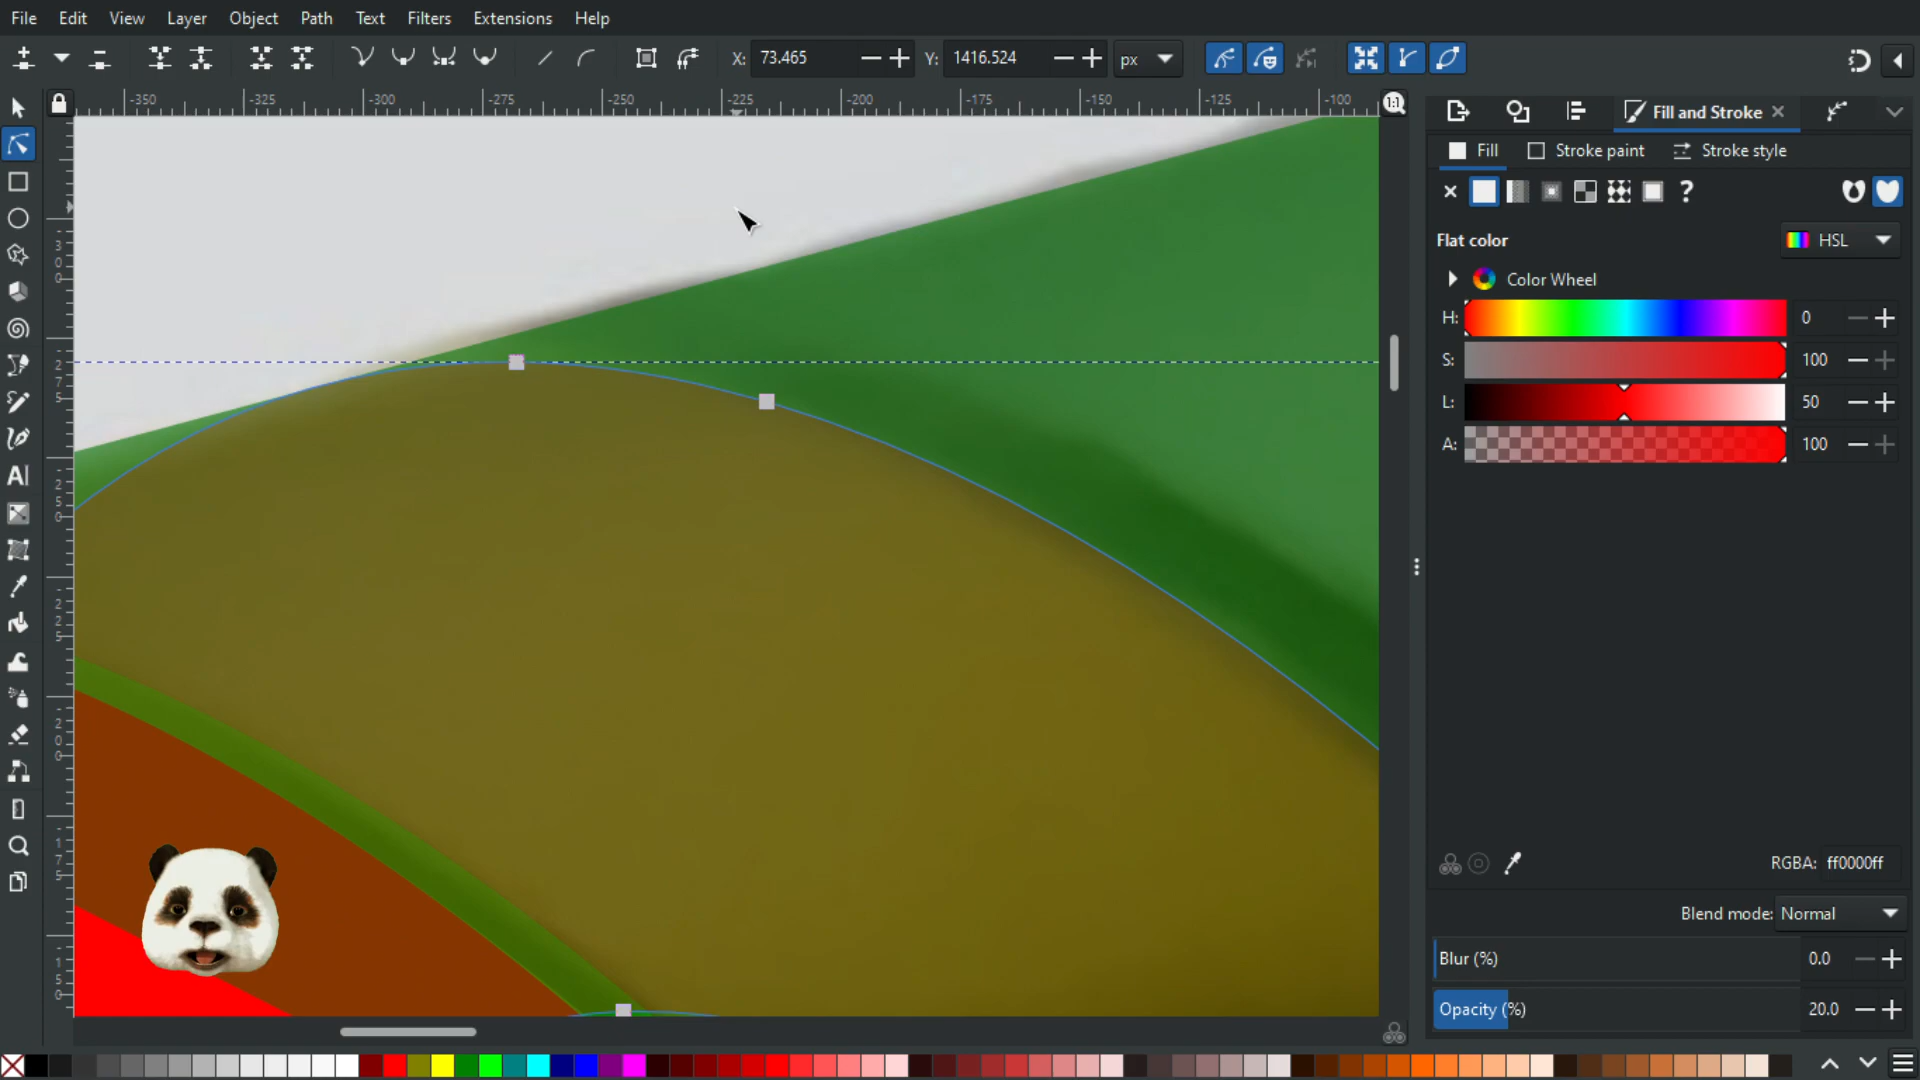 File Edit View Layer Object Path Text Filters Extensions Help
X: 73.465 Y: 1416.524 px
-350 -325 -300 -275 -250 -225 -200 -175 -150 -125 -100
1:1
Fill and Stroke
Fill Stroke paint Stroke style
?
Flat color HSL
Color Wheel
H: 0
S: 100
L: 50
A: 100
RGBA: ff0000ff
Blend mode: Normal
Blur (%) 0.0
Opacity (%) 20.0